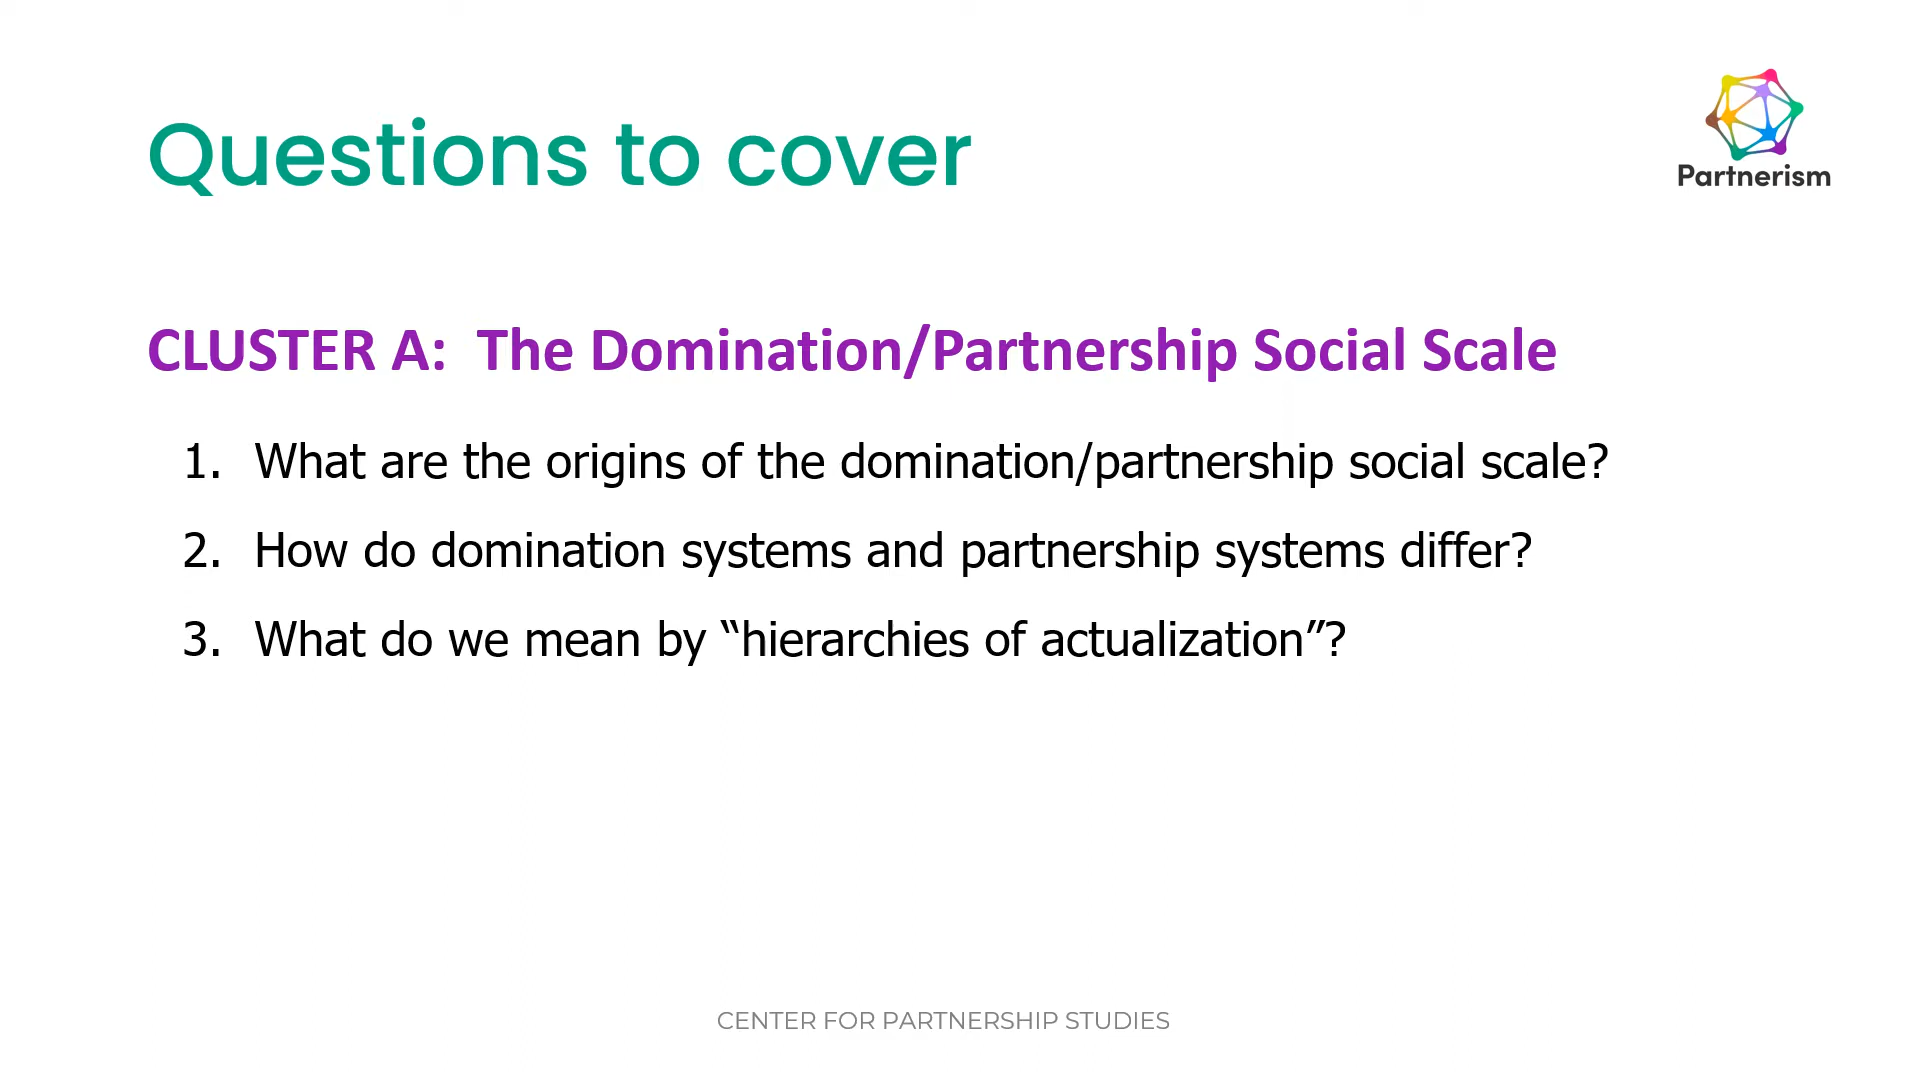 Questions to cover
Partnerism
CLUSTER A:  The Domination/Partnership Social Scale
1. What are the origins of the domination/partnership social scale?
2. How do domination systems and partnership systems differ?
3. What do we mean by “hierarchies of actualization”?
CENTER FOR PARTNERSHIP STUDIES